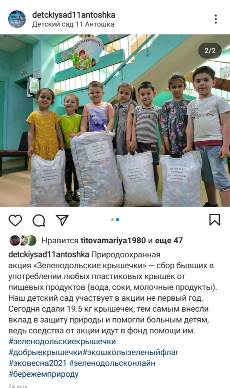 detckiysad11antoshka
Детский сад 11 Антошка
2/2
Нравится titovamariya1980 и еще 47
detckiysad11antoshka Природоохранная
акция «Зеленодольские крышечки» — сбор бывших в
употреблении любых пластиковых крышек от
пищевых продуктов (вода, соки, молочные продукты).
Наш детский сад участвует в акции не первый год.
Сегодня сдали 19.5 кг крышечек, тем самым внесли
вклад в защиту природы и помогли больным детям,
ведь соедства от акции идут в фонд помощи им.
#зеленодольскиекрышечки
#добрыекрышечки#экошколызеленыйфлаг
#эковесна2021 #зеленодольсконлайн
#бережемприроду